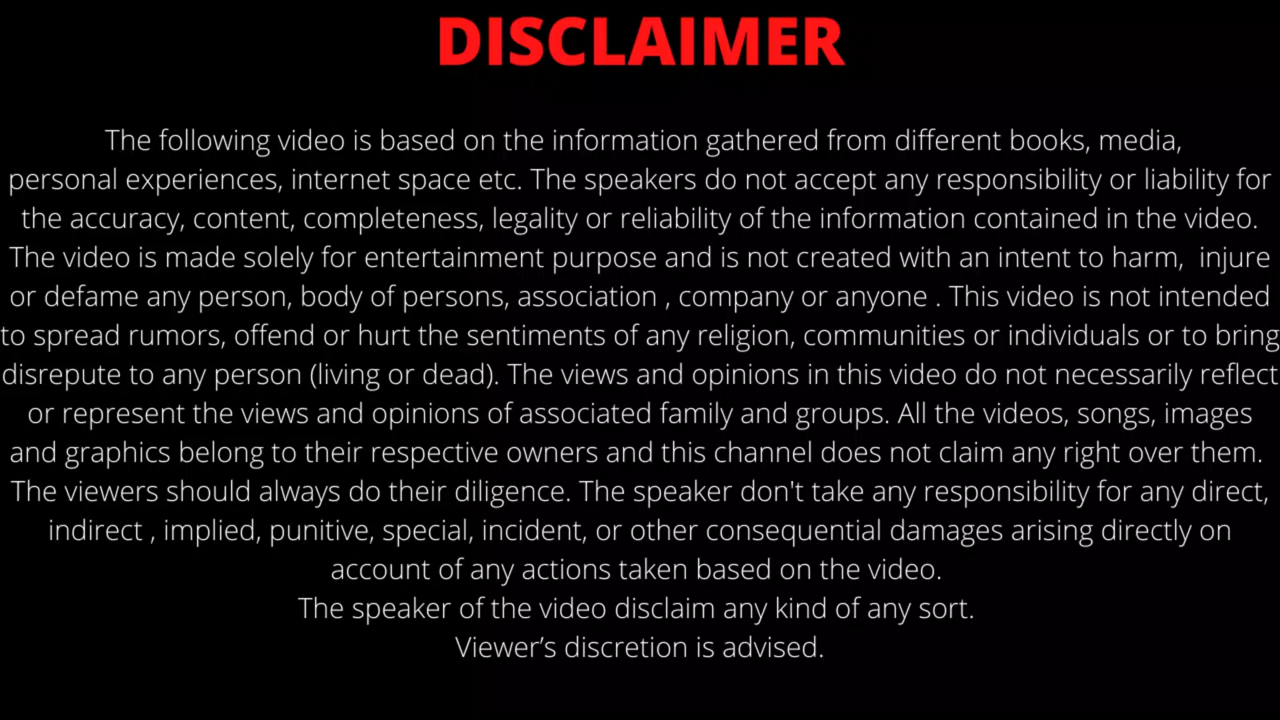 DISCLAIMER
The following video is based on the information gathered from different books, media,
personal experiences, internet space etc. The speakers do not accept any responsibility or liability for
the accuracy, content, completeness, legality or reliability of the information contained in the video.
The video is made solely for entertainment purpose and is not created with an intent to harm,  injure
or defame any person, body of persons, association , company or anyone . This video is not intended
to spread rumors, offend or hurt the sentiments of any religion, communities or individuals or to bring
disrepute to any person (living or dead). The views and opinions in this video do not necessarily reflect
or represent the views and opinions of associated family and groups. All the videos, songs, images
and graphics belong to their respective owners and this channel does not claim any right over them.
The viewers should always do their diligence. The speaker don't take any responsibility for any direct,
indirect , implied, punitive, special, incident, or other consequential damages arising directly on
account of any actions taken based on the video.
The speaker of the video disclaim any kind of any sort.
Viewer’s discretion is advised.